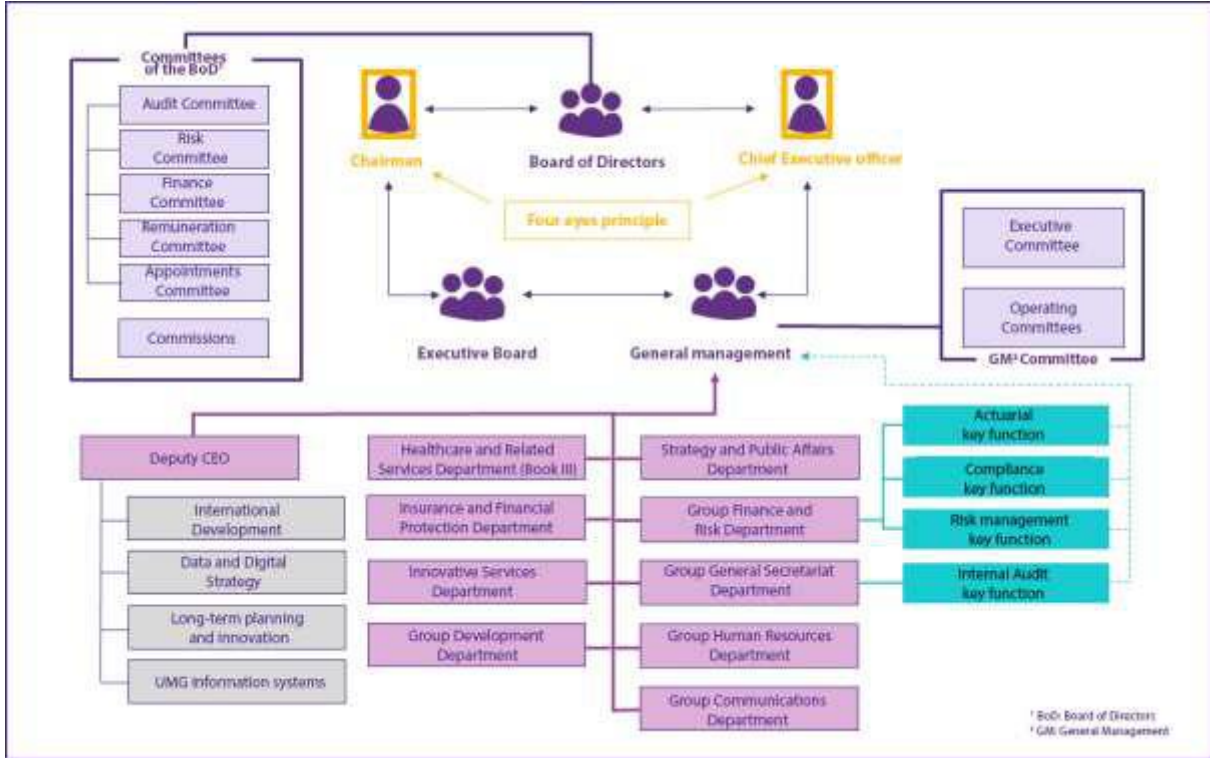 Committees
of the BoD¹
Audit Committee
Risk
Committee
Finance
Committee
Remuneration
Committee
Appointments
Committee
Commissions
Chairman
Board of Directors
Chief Executive officer
Four eyes principle
Executive Board
General management
Executive
Committee
Operating
Committees
GM² Committee
Deputy CEO
International
Development
Data and Digital
Strategy
Long-term planning
and innovation
UMG Information systems
Healthcare and Related
Services Department (Book III)
Insurance and Financial
Protection Department
Innovative Services
Department
Group Development
Department
Strategy and Public Affairs
Department
Group Finance and
Risk Department
Group General Secretariat
Department
Group Human Resources
Department
Group Communications
Department
Actuarial
key function
Compliance
key function
Risk management
key function
Internal Audit
key function
¹ BoD: Board of Directors
² GM: General Management